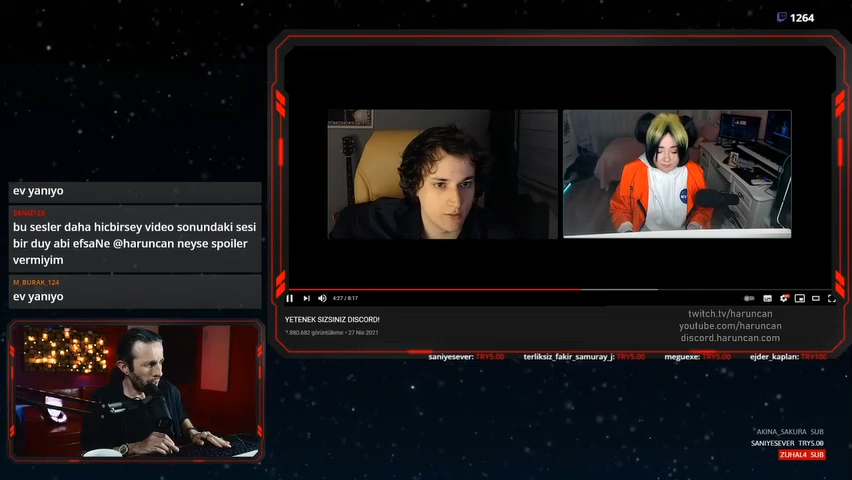 1264
ev yanıyo
DENIZ123
bu sesler daha hicbirsey video sonundaki sesi
bir duy abi efsaNe @haruncan neyse spoiler
vermiyim
M_BURAK_124
ev yanıyo
4:27 / 8:17
YETENEK SIZSINIZ DISCORD!
880.682 görüntüleme • 27 Nis 2021
twitch.tv/haruncan
youtube.com/haruncan
discord.haruncan.com
saniyesever: TRY5.00 terliksiz_fakir_samuray_j: TRY5.00 meguexe: TRY5.00 ejder_kaplan: TRY100
AKINA_SAKURA SUB
SANIYESEVER TRY5.00
ZUHAL4 SUB